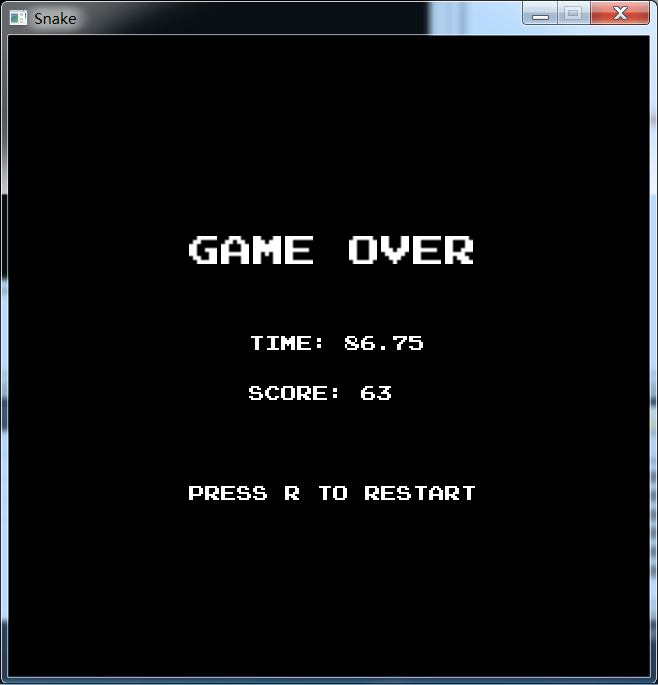 Snake
GAME OVER
TIME: 86.75
SCORE: 63
PRESS R TO RESTART